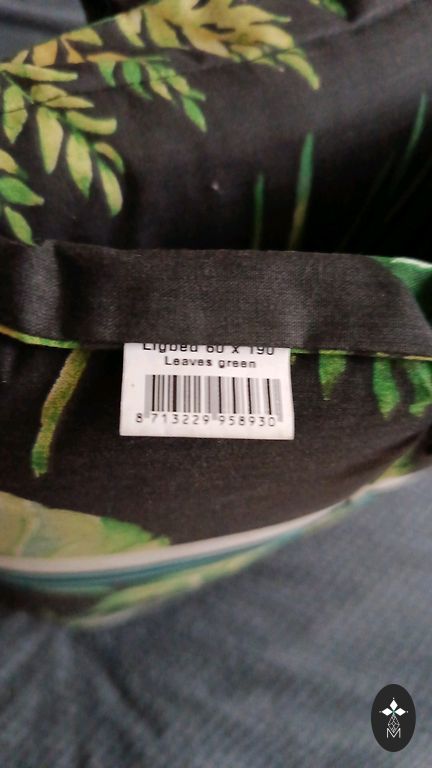 Ligbed 60 x 190
Leaves green
8 713229 958930
M